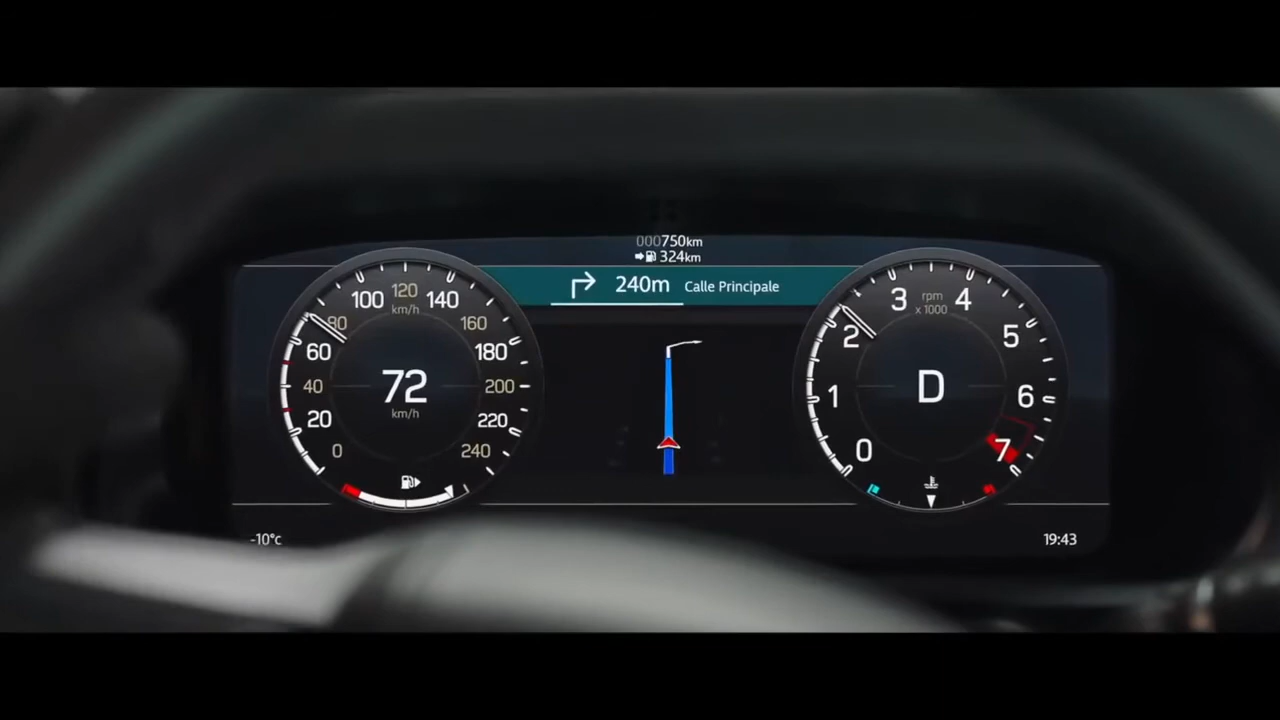 000750km
324km
240m Calle Principale
100 120 140
km/h
80 160
60 180
40 200
20 220
0 240
72
km/h
3 rpm 4
x 1000
2 5
1 6
0 7
D
-10°c
19:43